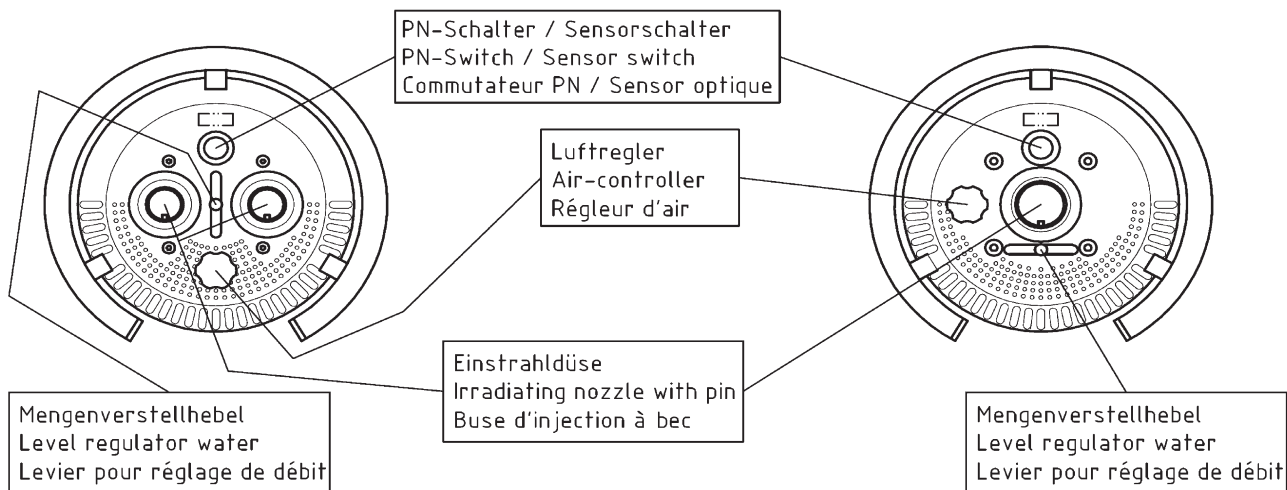 PN-Schalter / Sensorschalter
PN-Switch / Sensor switch
Commutateur PN / Sensor optique
Luftregler
Air-controller
Régleur d'air
Einstrahldüse
Irradiating nozzle with pin
Buse d'injection à bec
Mengenverstellhebel
Level regulator water
Levier pour réglage de débit
Mengenverstellhebel
Level regulator water
Levier pour réglage de débit